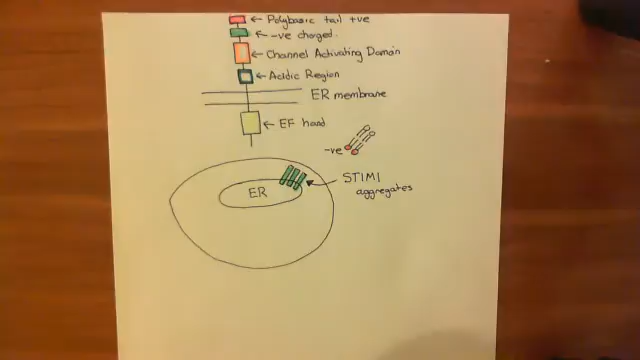 Polybasic tail +ve
-ve charged.
Channel Activating Domain
Acidic Region
ER membrane
EF hand
-ve
STIM1
aggregates
ER